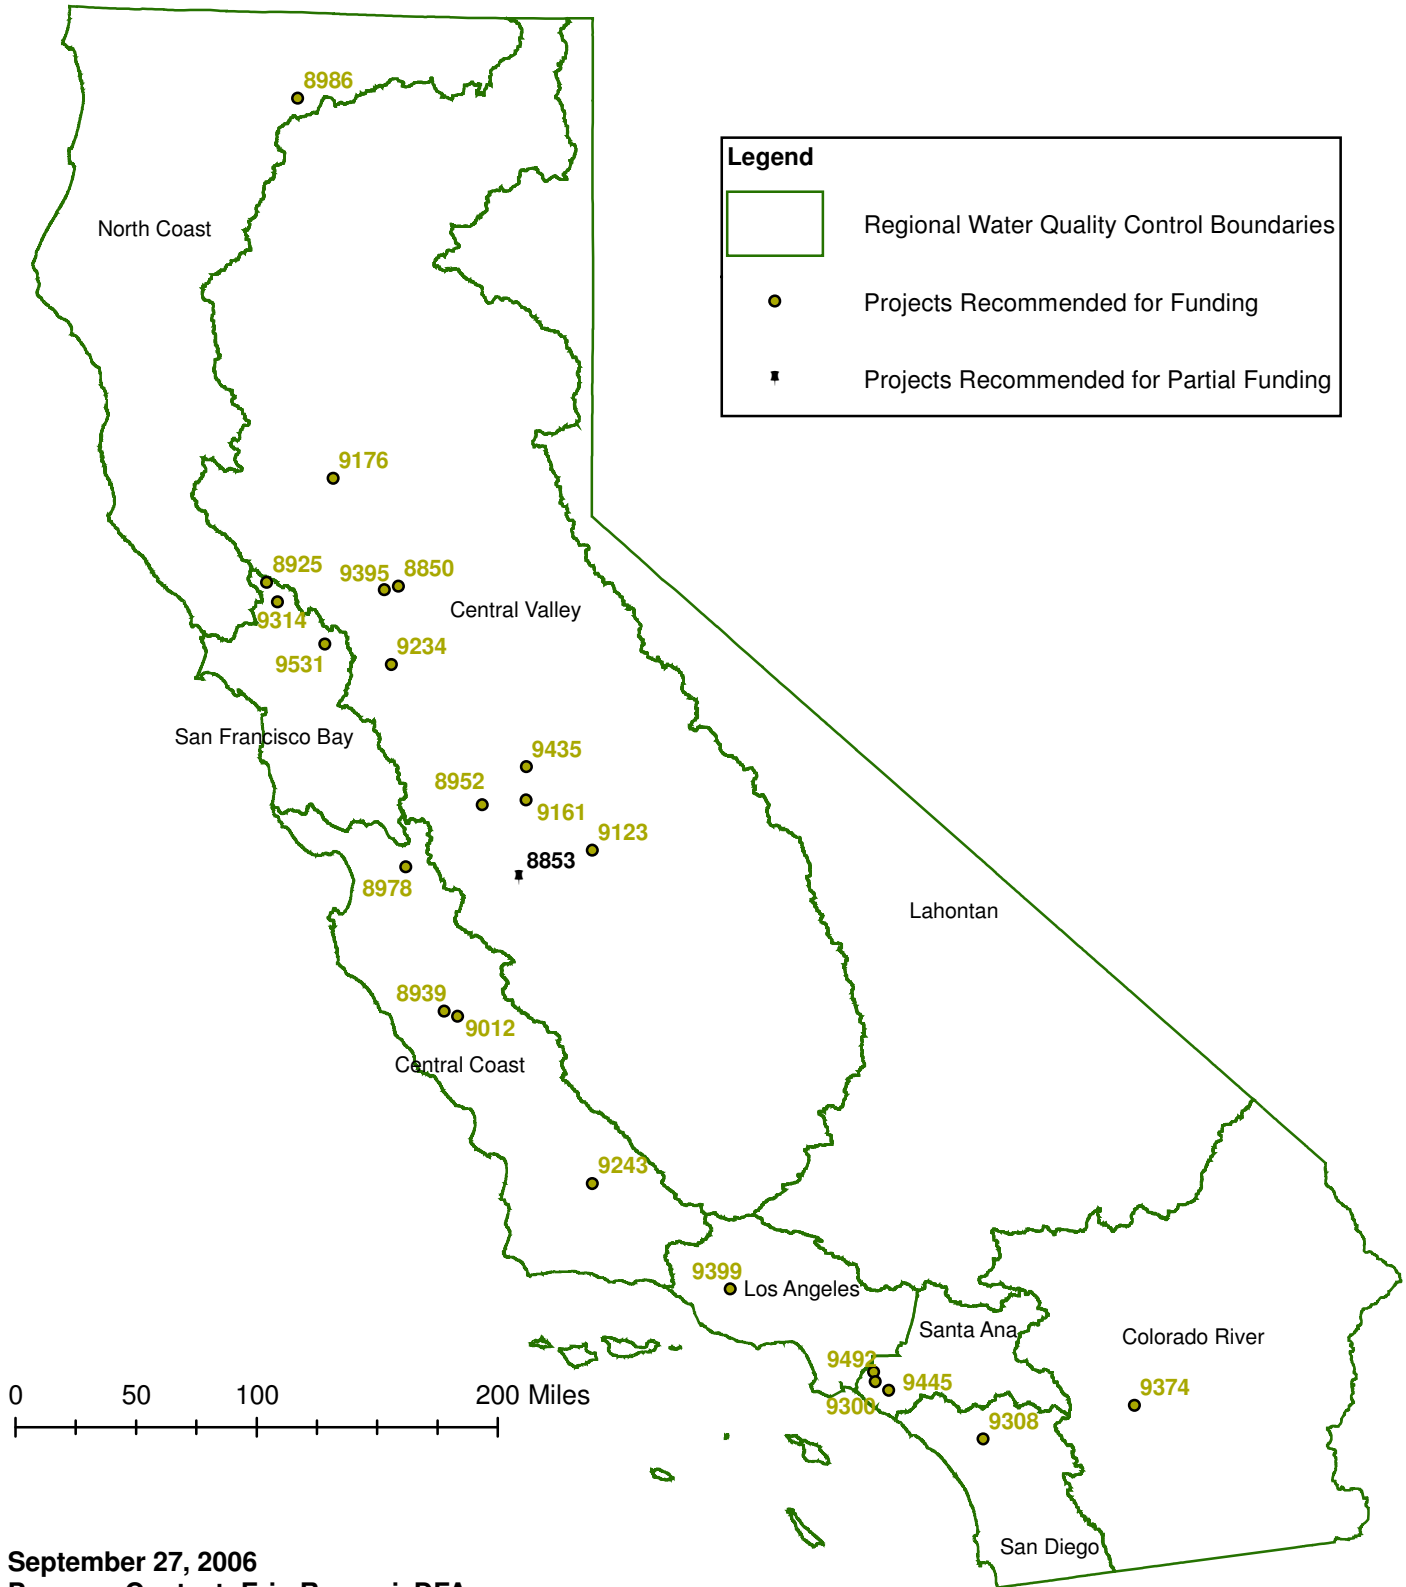 8986
Legend
Regional Water Quality Control Boundaries
North Coast
Projects Recommended for Funding
Projects Recommended for Partial Funding
9176
8925
9395
8850
Central Valley
9314
9531
9234
San Francisco Bay
9435
8952
9161
9123
8853
8978
Lahontan
8939
9012
Central Coast
9243
9399
Los Angeles
Santa Ana
Colorado River
9492
9445
9300
9374
9308
0 50 100 200 Miles
San Diego
September 27, 2006